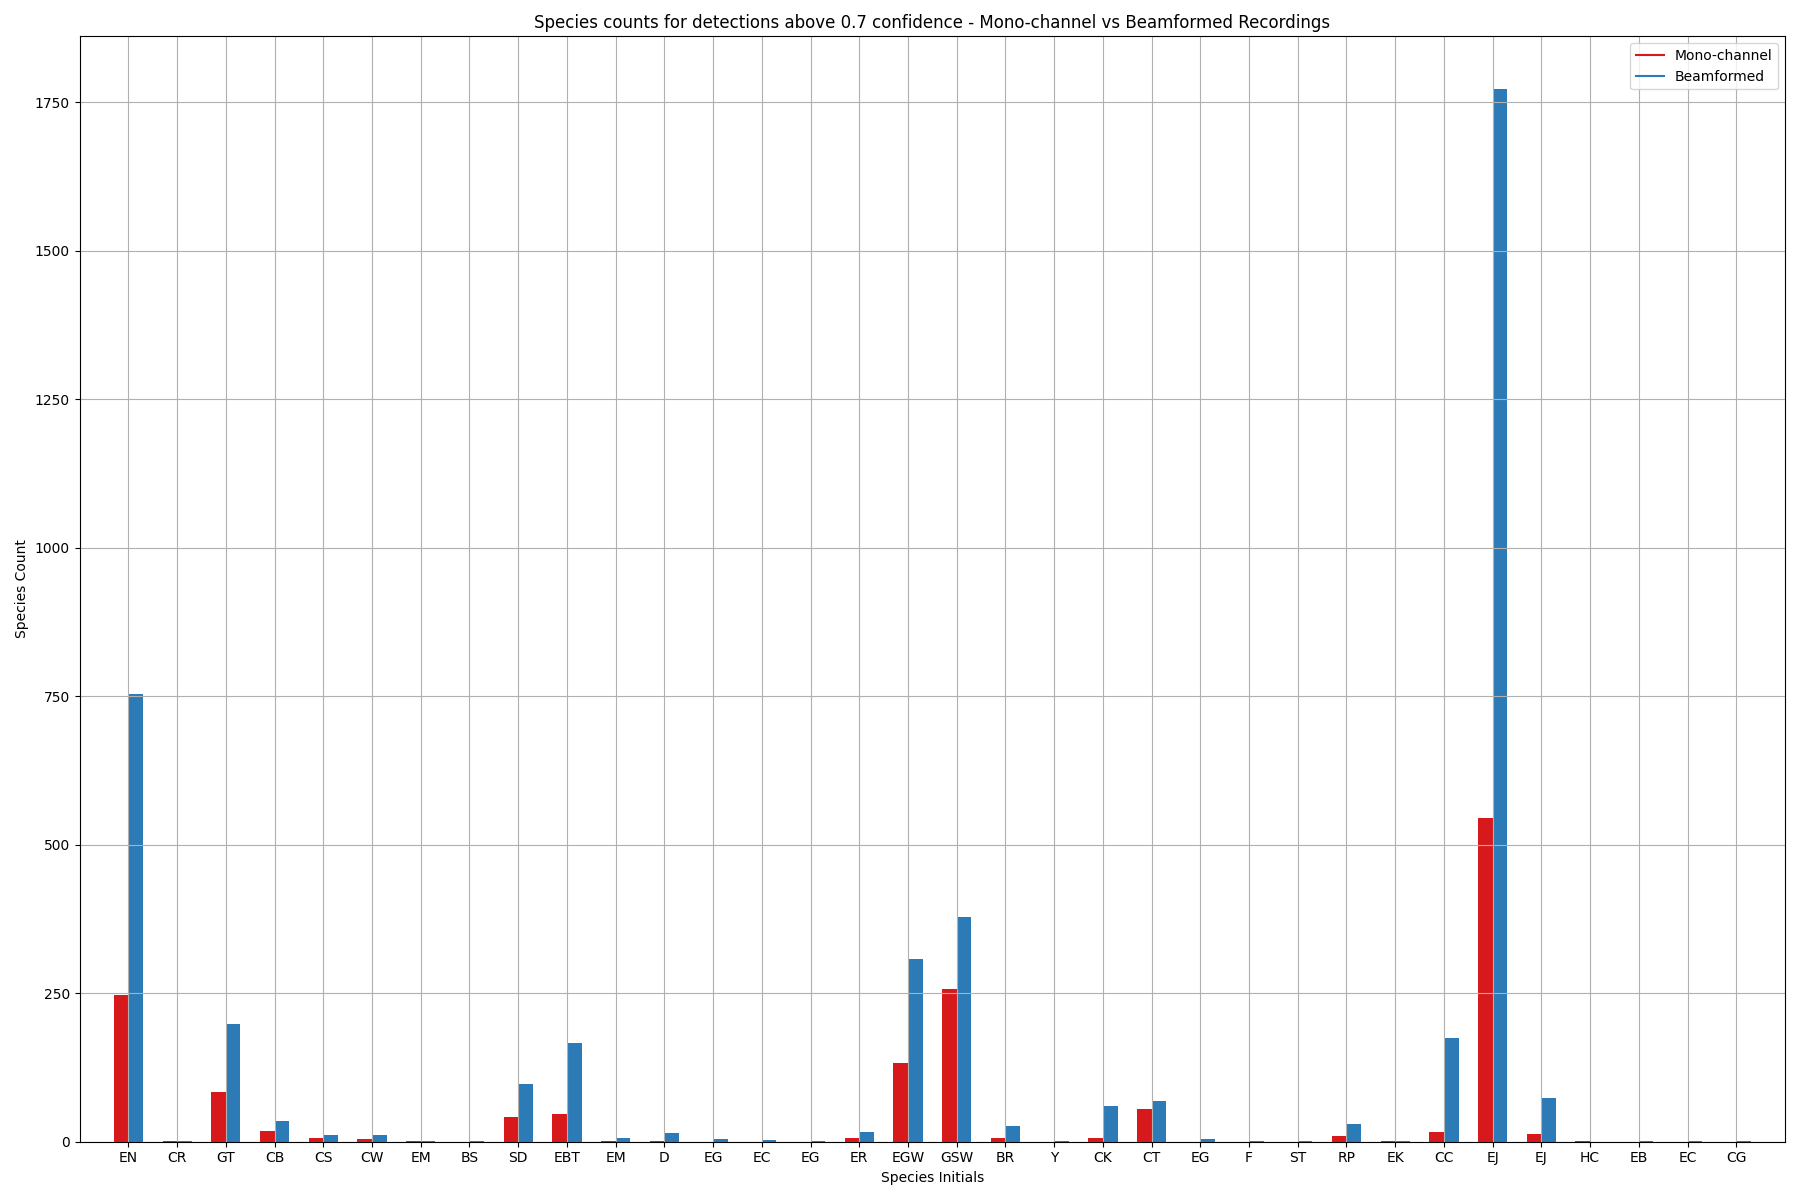 Species counts for detections above 0.7 confidence - Mono-channel vs Beamformed Recordings
Mono-channel
Beamformed
1750
1500
1250
1000
750
500
250
0
Species Count
EN CR GT CB CS CW EM BS SD EBT EM D EG EC EG ER EGW GSW BR Y CK CT EG F ST RP EK CC EJ EJ HC EB EC CG
Species Initials